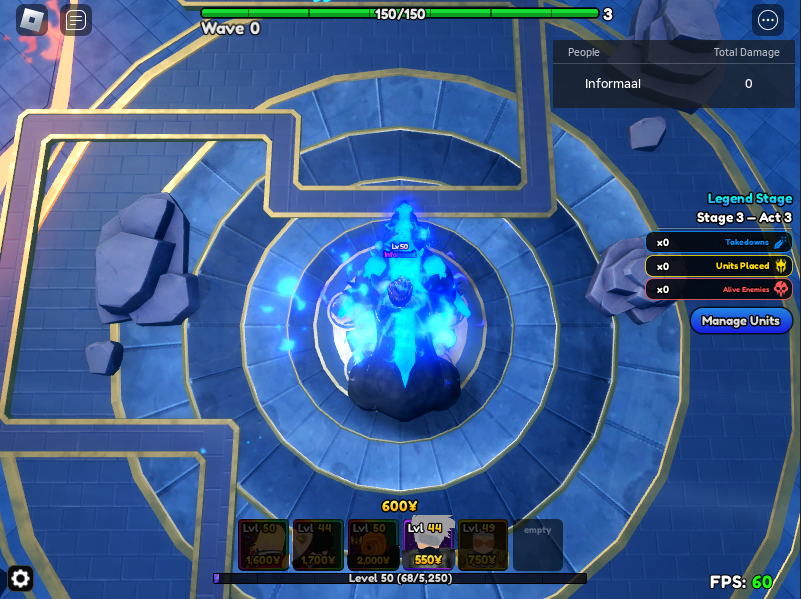 150/150
3
Wave 0
People Total Damage
Informaal 0
Legend Stage
Stage 3 — Act 3
x0 Takedowns
x0 Units Placed
x0 Alive Enemies
Manage Units
Lvl 50
Informaal
600¥
Lvl 50
1,600¥
Lvl 44
1,700¥
Lvl 50
2,000¥
Lvl 44
550¥
Lvl 49
750¥
empty
Level 50 (68/5,250)
FPS: 60